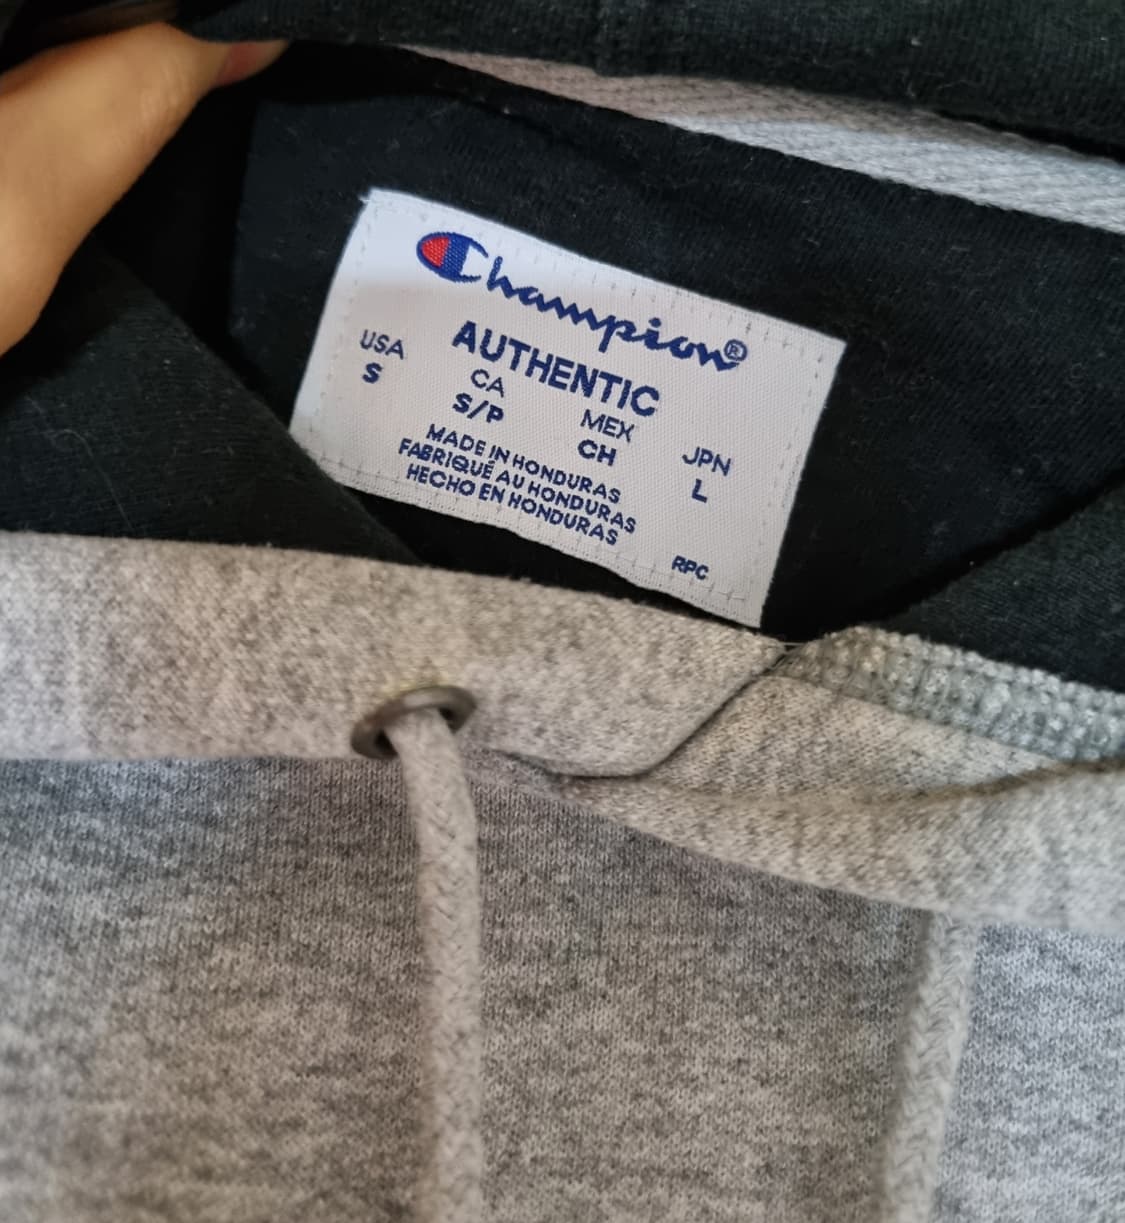 Champion®
AUTHENTIC
USA CA MEX JPN
S S/P CH L
MADE IN HONDURAS
FABRIQUÉ AU HONDURAS
HECHO EN HONDURAS
RPC